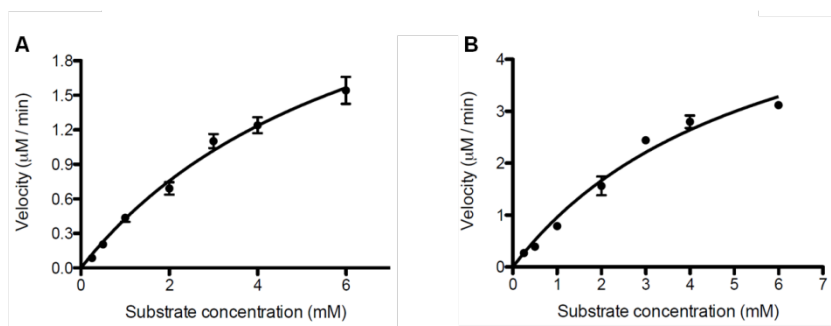 A
1.8
1.5
1.2
0.9
0.6
0.3
0.0
Velocity (μM / min)
0 2 4 6
Substrate concentration (mM)
B
4
3
2
1
0
Velocity (μM / min)
0 1 2 3 4 5 6 7
Substrate concentration (mM)